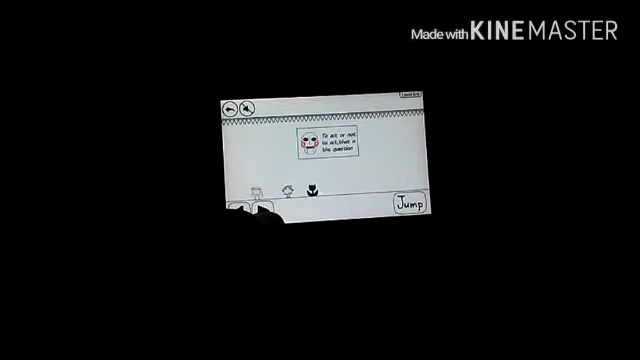 Made with KINEMASTER
To act or not
to act,that is
the question
Jump